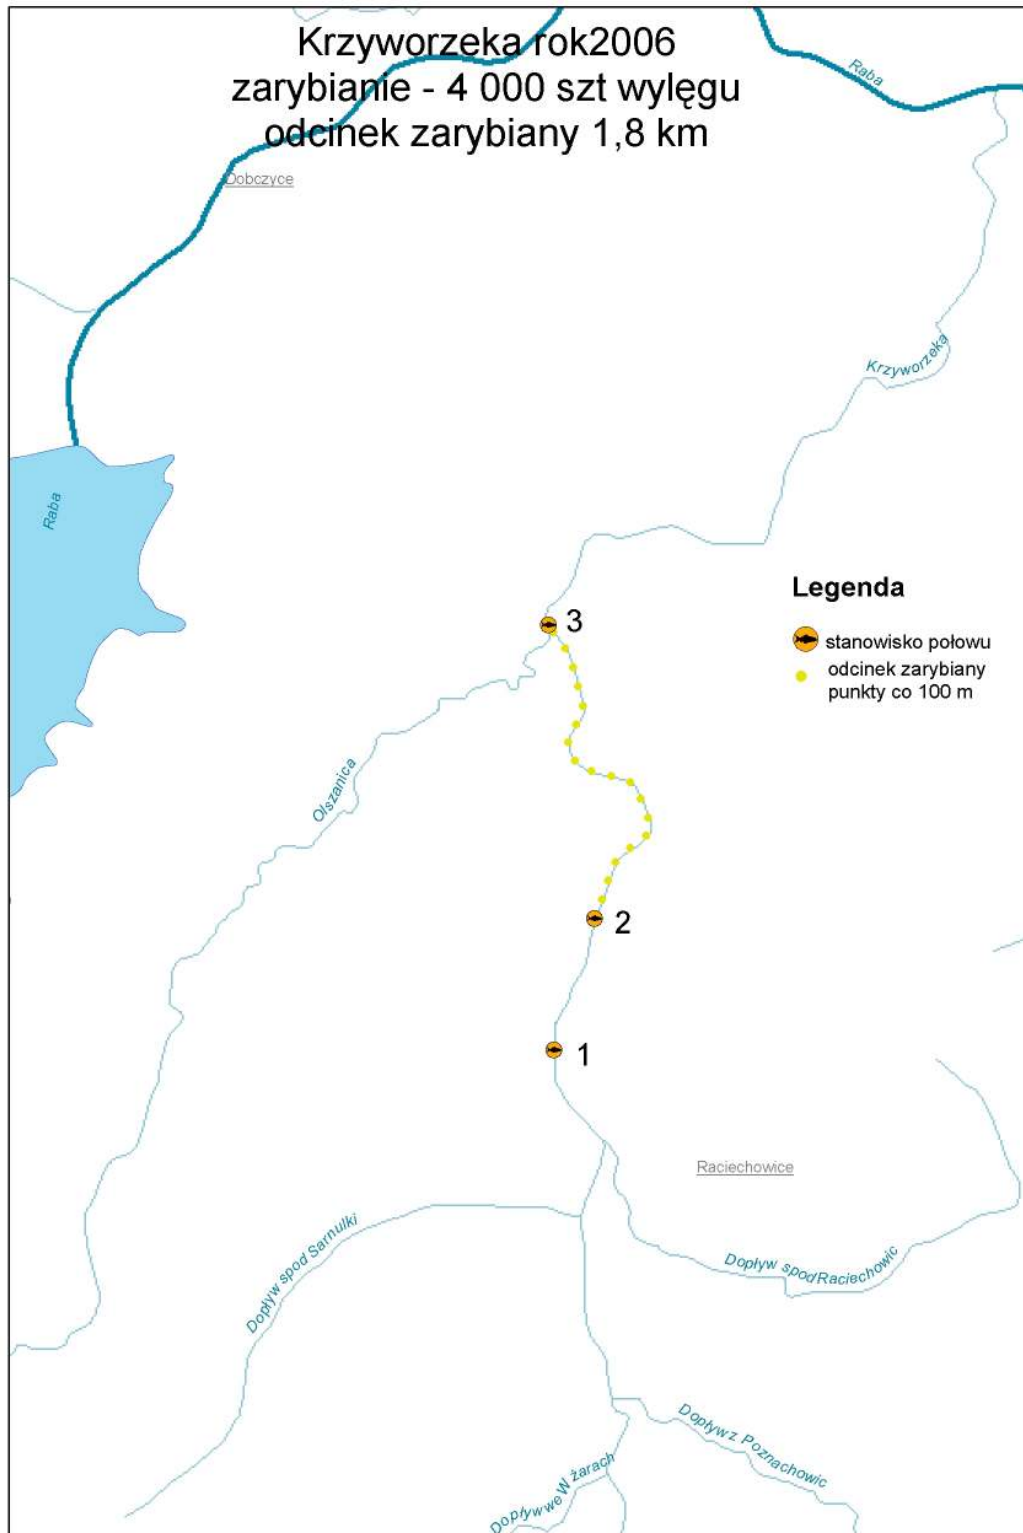 Krzyworzeka rok2006
zarybianie - 4 000 szt wylęgu
odcinek zarybiany 1,8 km
Raba
Dobczyce
Krzyworzeka
Raba
Legenda
3
stanowisko połowu
odcinek zarybiany
punkty co 100 m
Olszanica
2
1
Raciechowice
Dopływ spod Sarnulki
Dopływ spod Raciechowic
Dopływ z Poznachowic
Dopływ we W żarach